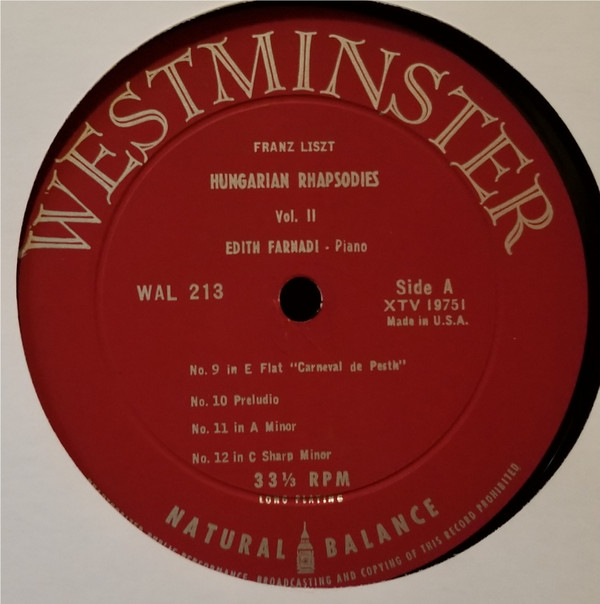 WESTMINSTER
FRANZ LISZT
HUNGARIAN RHAPSODIES
Vol. II
EDITH FARNADI - Piano
WAL 213
Side A
XTV 19751
Made in U.S.A.
No. 9 in E Flat "Carneval de Pesth"
No. 10 Preludio
No. 11 in A Minor
No. 12 in C Sharp Minor
33⅓ RPM
LONG PLAYING
NATURAL BALANCE
PUBLIC PERFORMANCE, BROADCASTING AND COPYING OF THIS RECORD PROHIBITED